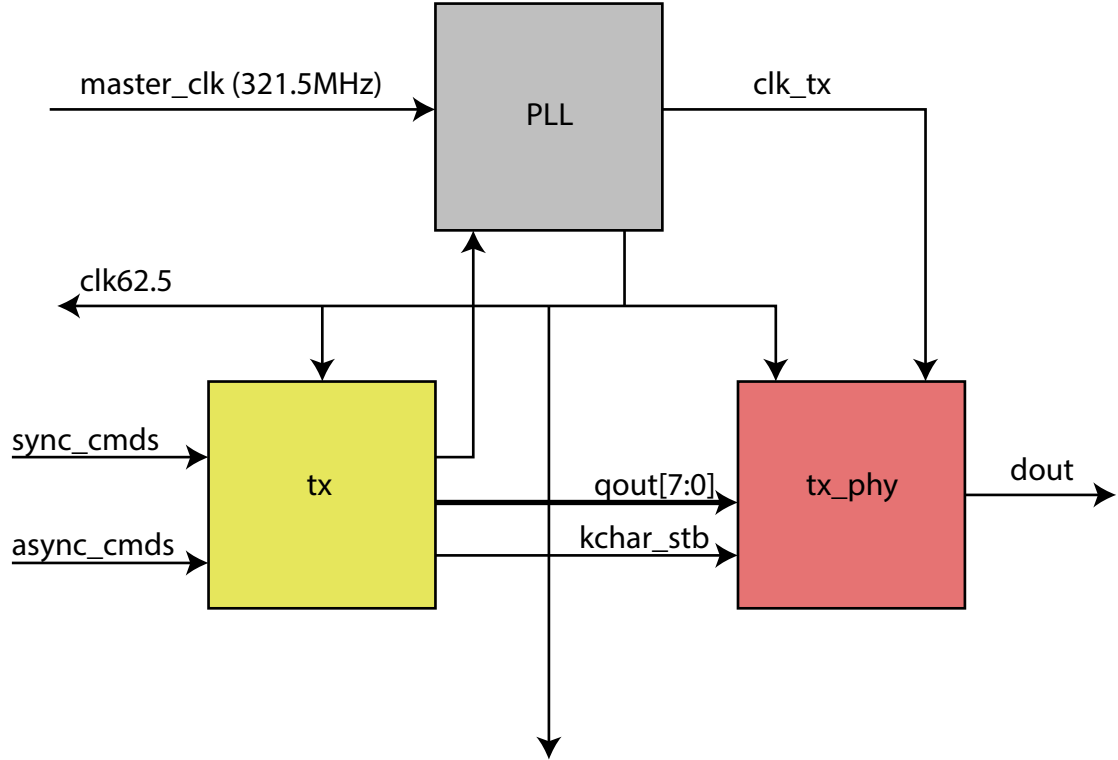 master_clk (321.5MHz)
PLL
clk_tx
clk62.5
sync_cmds
async_cmds
tx
qout[7:0]
kchar_stb
tx_phy
dout